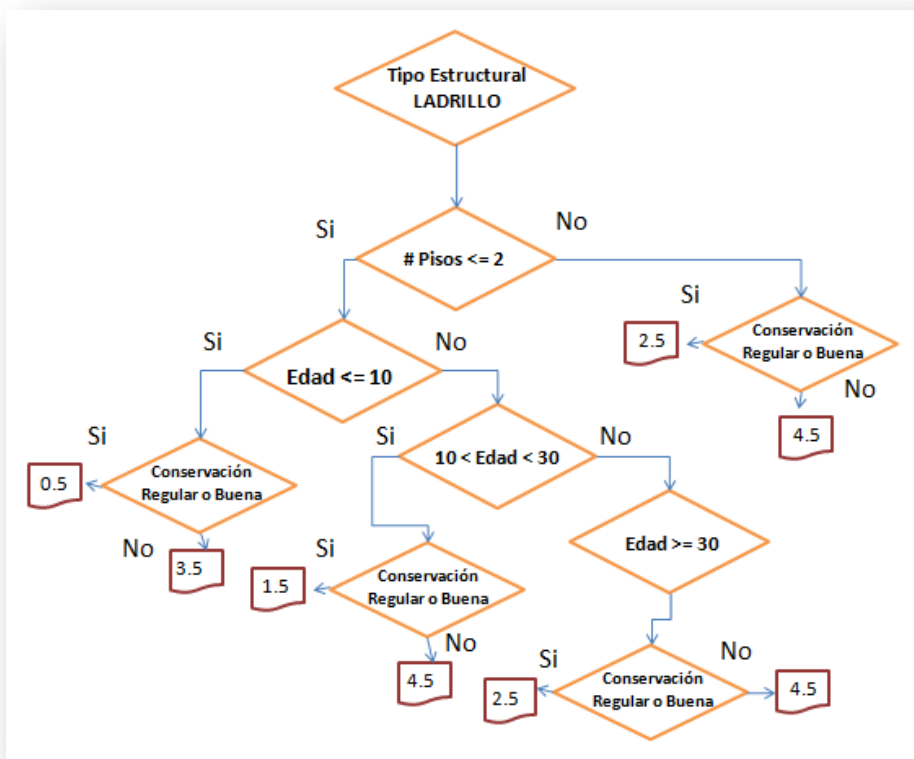 Tipo Estructural
LADRILLO
Si
No
# Pisos <= 2
Si
Conservación
Regular o Buena
2.5
No
4.5
Si
No
Edad <= 10
Si
Conservación
Regular o Buena
0.5
No
3.5
Si
No
10 < Edad < 30
Edad >= 30
Si
Conservación
Regular o Buena
1.5
No
4.5
Si
No
Conservación
Regular o Buena
2.5
4.5